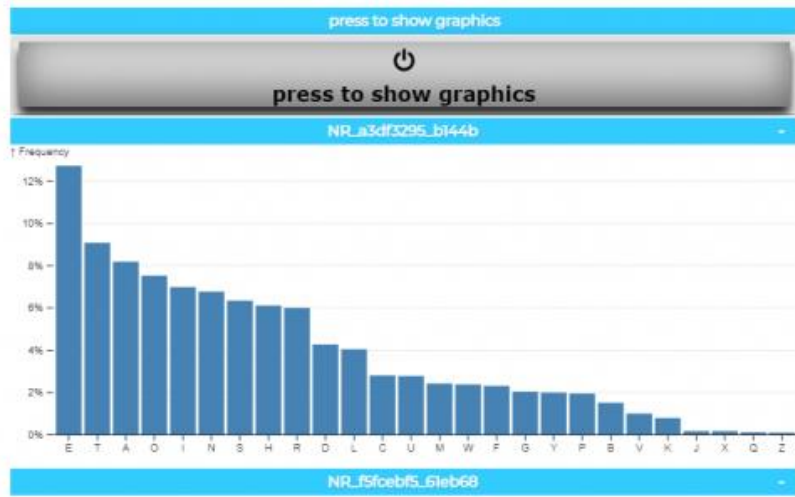 press to show graphics
press to show graphics
NR_a3df3295_b144b -
↑ Frequency
12%
10%
8%
6%
4%
2%
0%
E T A O I N S H R D L C U M W F G Y P B V K J X Q Z
NR_f5fcebf5_61eb68 -